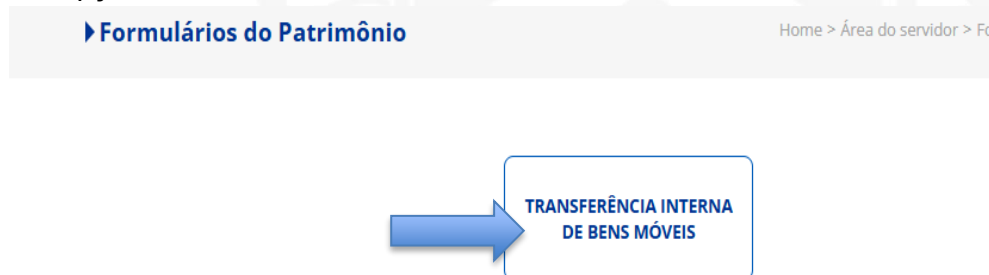 Formulários do Patrimônio
Home > Área do servidor >
TRANSFERÊNCIA INTERNA
DE BENS MÓVEIS